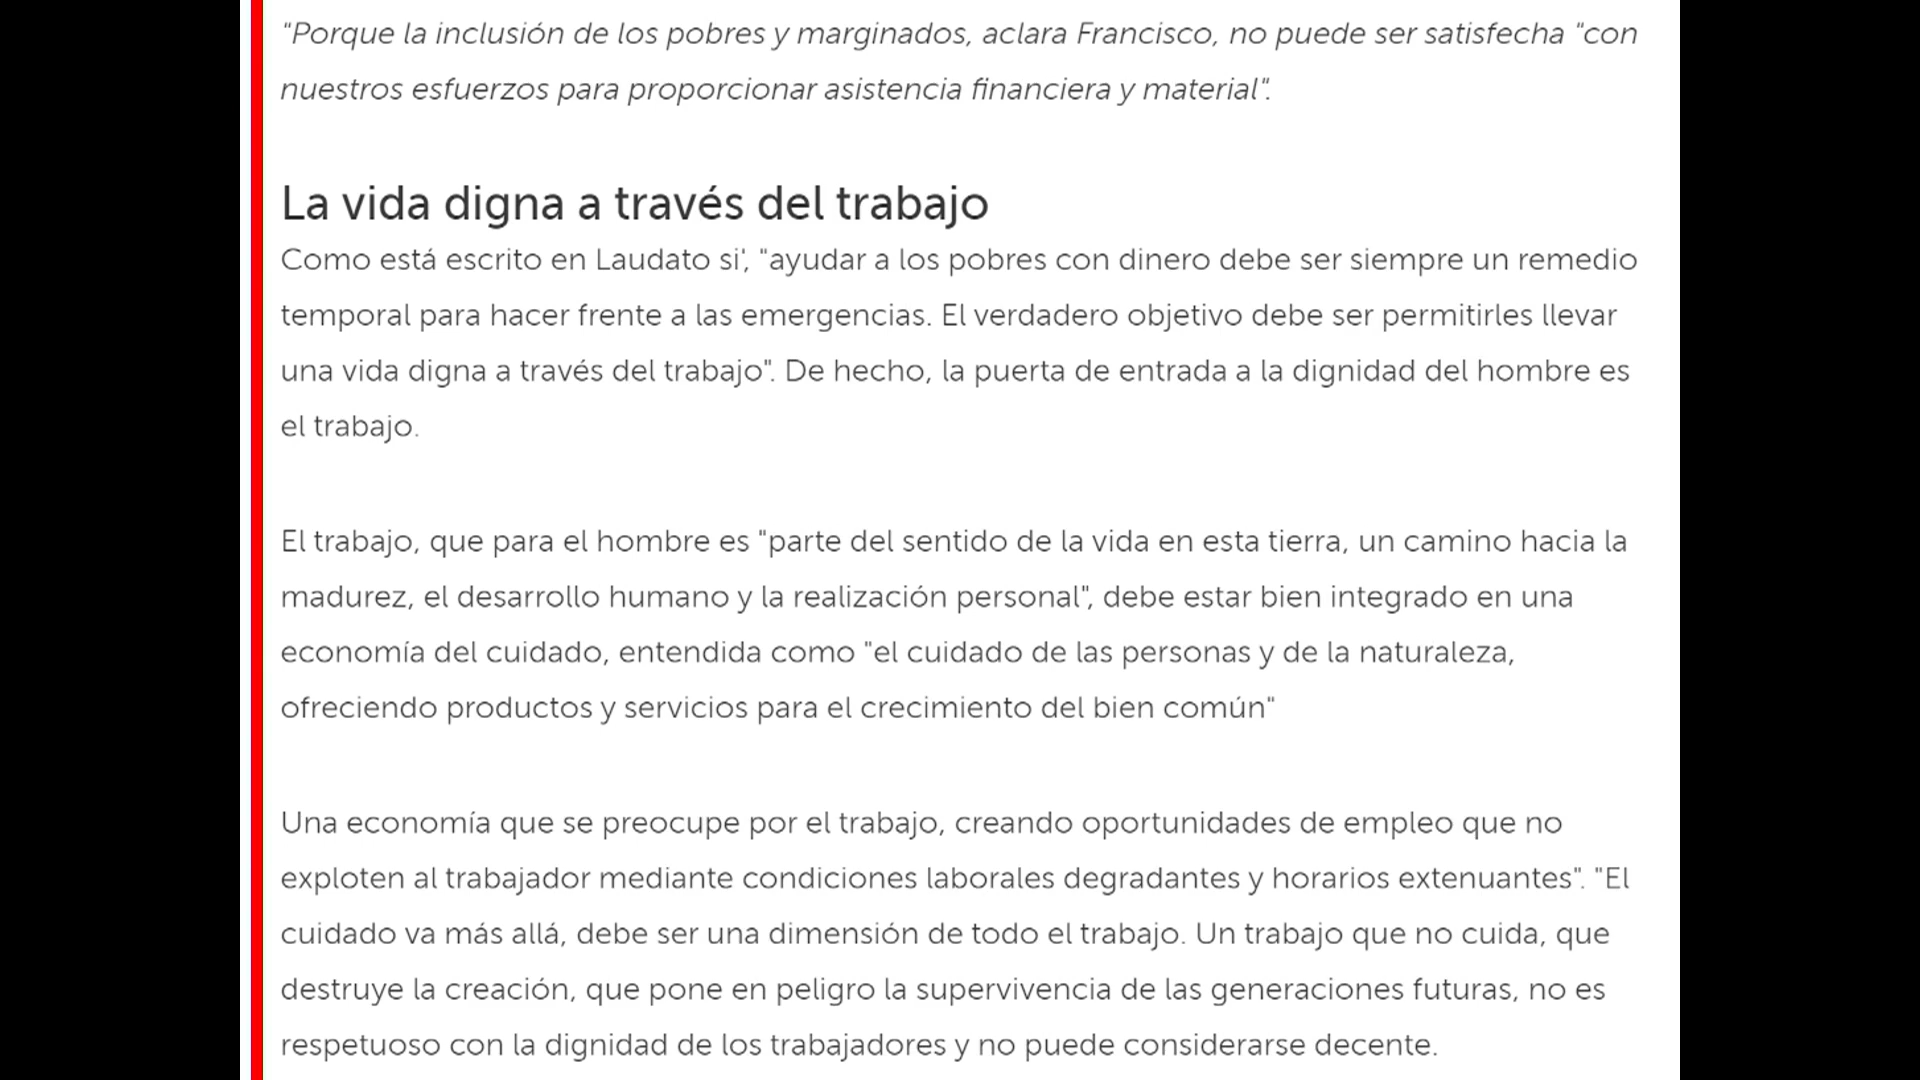 "Porque la inclusión de los pobres y marginados, aclara Francisco, no puede ser satisfecha "con
nuestros esfuerzos para proporcionar asistencia financiera y material".
La vida digna a través del trabajo
Como está escrito en Laudato si', "ayudar a los pobres con dinero debe ser siempre un remedio
temporal para hacer frente a las emergencias. El verdadero objetivo debe ser permitirles llevar
una vida digna a través del trabajo". De hecho, la puerta de entrada a la dignidad del hombre es
el trabajo.
El trabajo, que para el hombre es "parte del sentido de la vida en esta tierra, un camino hacia la
madurez, el desarrollo humano y la realización personal", debe estar bien integrado en una
economía del cuidado, entendida como "el cuidado de las personas y de la naturaleza,
ofreciendo productos y servicios para el crecimiento del bien común"
Una economía que se preocupe por el trabajo, creando oportunidades de empleo que no
exploten al trabajador mediante condiciones laborales degradantes y horarios extenuantes". "El
cuidado va más allá, debe ser una dimensión de todo el trabajo. Un trabajo que no cuida, que
destruye la creación, que pone en peligro la supervivencia de las generaciones futuras, no es
respetuoso con la dignidad de los trabajadores y no puede considerarse decente.